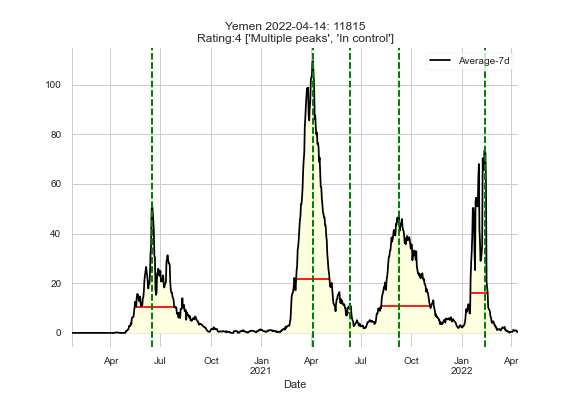 Yemen 2022-04-14: 11815
Rating:4 ['Multiple peaks', 'In control']
Average-7d
100
80
60
40
20
0
Apr Jul Oct Jan Apr Jul Oct Jan Apr
2021 2022
Date